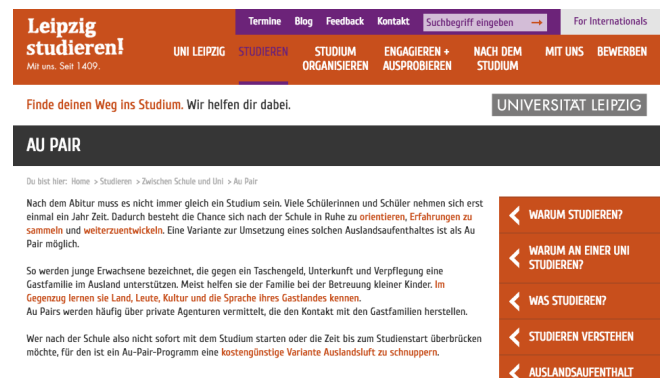 Leipzig
studieren!
Mit uns. Seit 1409.
Termine Blog Feedback Kontakt Suchbegriff eingeben → For Internationals
UNI LEIPZIG STUDIEREN STUDIUM ORGANISIEREN ENGAGIEREN + AUSPROBIEREN NACH DEM STUDIUM MIT UNS BEWERBEN
Finde deinen Weg ins Studium. Wir helfen dir dabei.
UNIVERSITÄT LEIPZIG
AU PAIR
Du bist hier: Home > Studieren > Zwischen Schule und Uni > Au Pair
Nach dem Abitur muss es nicht immer gleich ein Studium sein. Viele Schülerinnen und Schüler nehmen sich erst
einmal ein Jahr Zeit. Dadurch besteht die Chance sich nach der Schule in Ruhe zu orientieren, Erfahrungen zu
sammeln und weiterzuentwickeln. Eine Variante zur Umsetzung eines solchen Auslandsaufenthaltes ist als Au
Pair möglich.
So werden junge Erwachsene bezeichnet, die gegen ein Taschengeld, Unterkunft und Verpflegung eine
Gastfamilie im Ausland unterstützen. Meist helfen sie der Familie bei der Betreuung kleiner Kinder. Im
Gegenzug lernen sie Land, Leute, Kultur und die Sprache ihres Gastlandes kennen.
Au Pairs werden häufig über private Agenturen vermittelt, die den Kontakt mit den Gastfamilien herstellen.
Wer nach der Schule also nicht sofort mit dem Studium starten oder die Zeit bis zum Studienstart überbrücken
möchte, für den ist ein Au-Pair-Programm eine kostengünstige Variante Auslandsluft zu schnuppern.
WARUM STUDIEREN?
WARUM AN EINER UNI
STUDIEREN?
WAS STUDIEREN?
STUDIEREN VERSTEHEN
AUSLANDSAUFENTHALT